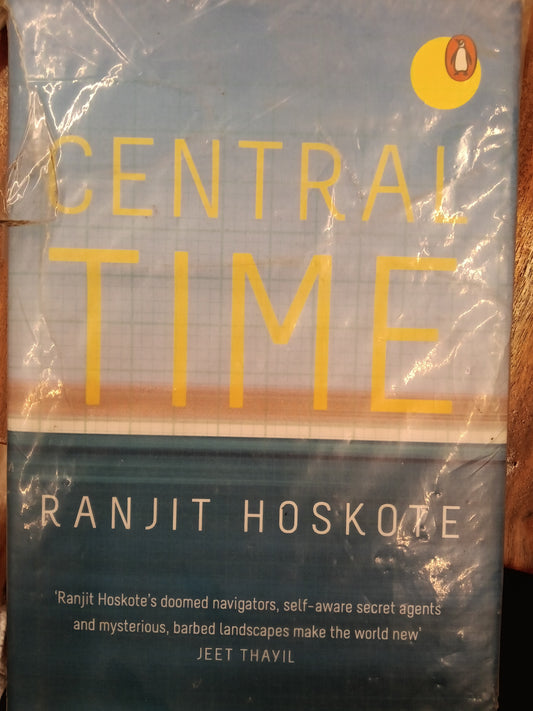 CENTRAL
TIME
RANJIT HOSKOTE
'Ranjit Hoskote's doomed navigators, self-aware secret agents
and mysterious, barbed landscapes make the world new'
JEET THAYIL